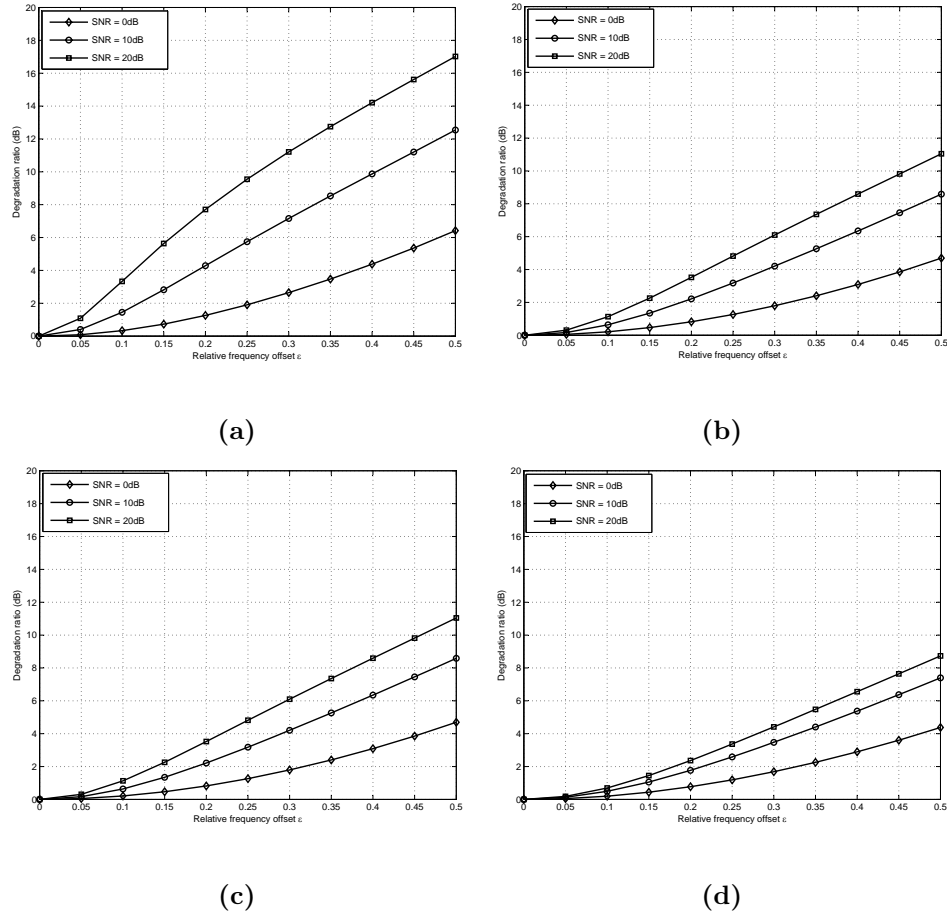 SNR = 0dB
SNR = 10dB
SNR = 20dB
20
18
16
14
12
10
8
6
4
2
0
Degradation ratio (dB)
0 0.05 0.1 0.15 0.2 0.25 0.3 0.35 0.4 0.45 0.5
Relative frequency offset ε
(a)
SNR = 0dB
SNR = 10dB
SNR = 20dB
20
18
16
14
12
10
8
6
4
2
0
Degradation ratio (dB)
0 0.05 0.1 0.15 0.2 0.25 0.3 0.35 0.4 0.45 0.5
Relative frequency offset ε
(b)
SNR = 0dB
SNR = 10dB
SNR = 20dB
20
18
16
14
12
10
8
6
4
2
0
Degradation ratio (dB)
0 0.05 0.1 0.15 0.2 0.25 0.3 0.35 0.4 0.45 0.5
Relative frequency offset ε
(c)
SNR = 0dB
SNR = 10dB
SNR = 20dB
20
18
16
14
12
10
8
6
4
2
0
Degradation ratio (dB)
0 0.05 0.1 0.15 0.2 0.25 0.3 0.35 0.4 0.45 0.5
Relative frequency offset ε
(d)